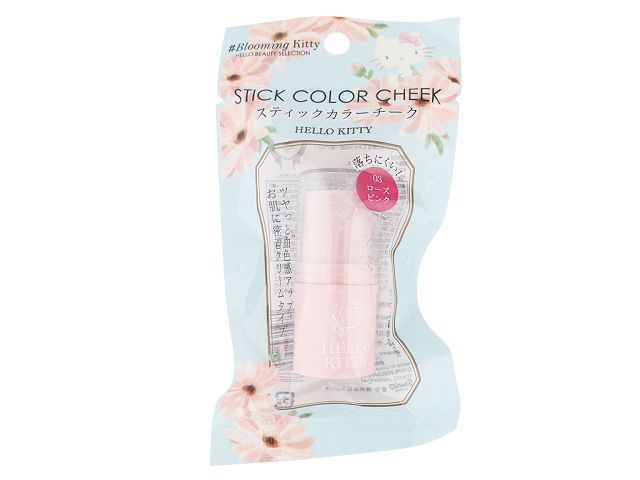 #Blooming Kitty
HELLO BEAUTY SELECTION
STICK COLOR CHEEK
スティックカラーチーク
HELLO KITTY
落ちにくい!
03
ローズ
ピンク
ツヤっと血色感アップ♪
お肌に密着クリームタイプ
HELLO
KITTY